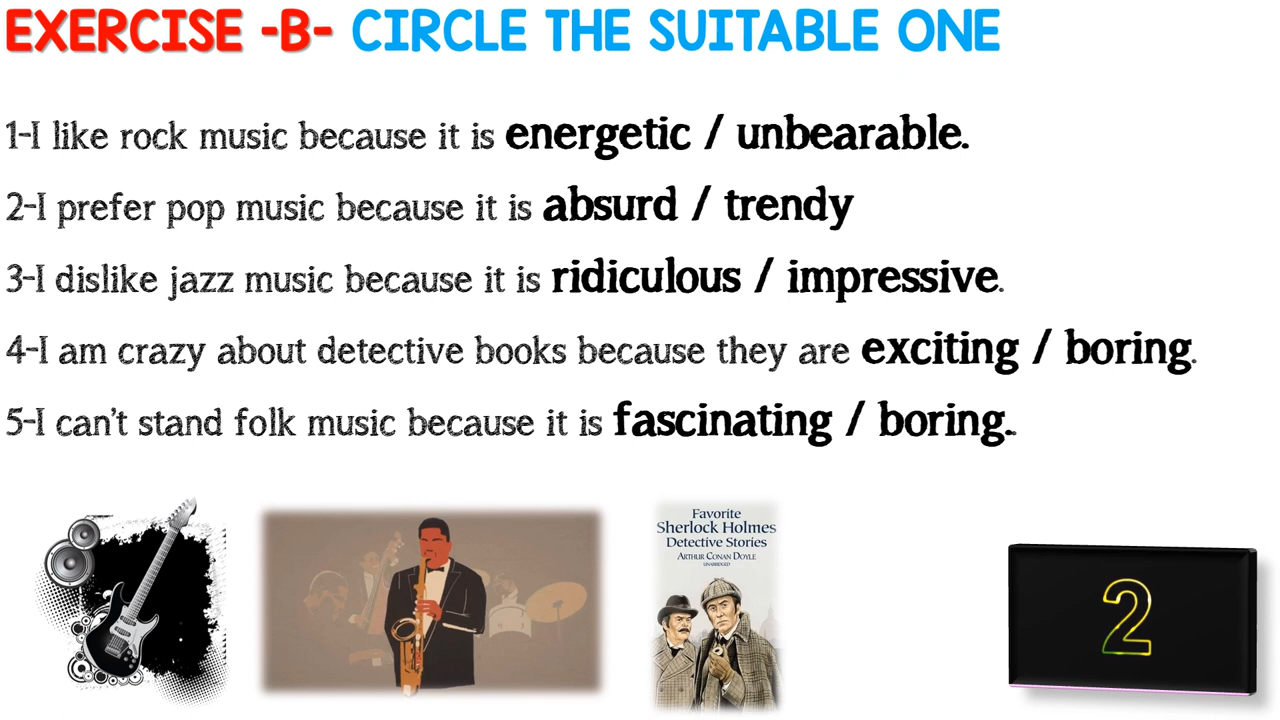 EXERCISE -B- CIRCLE THE SUITABLE ONE
1-I like rock music because it is energetic / unbearable.
2-I prefer pop music because it is absurd / trendy
3-I dislike jazz music because it is ridiculous / impressive.
4-I am crazy about detective books because they are exciting / boring.
5-I can't stand folk music because it is fascinating / boring..
Favorite
Sherlock Holmes
Detective Stories
ARTHUR CONAN DOYLE
UNABRIDGED
2